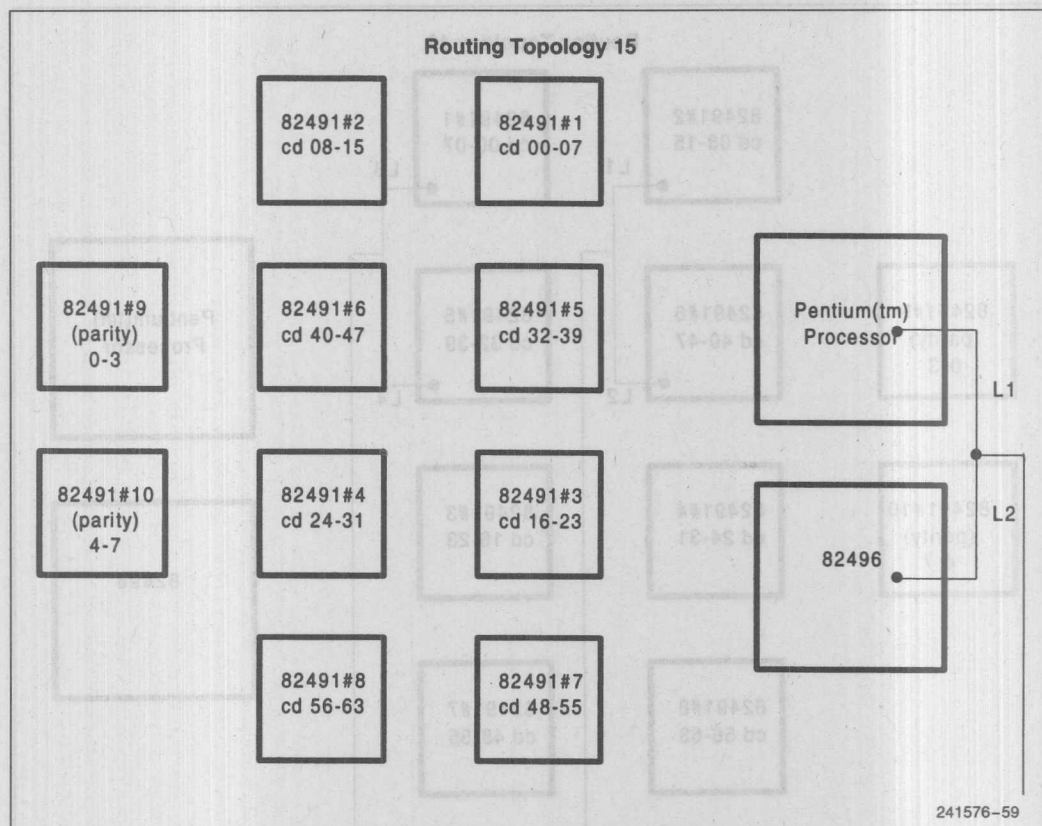 Routing Topology 15
82491#2
cd 08-15
82491#1
cd 00-07
82491#9
(parity)
0-3
82491#6
cd 40-47
82491#5
cd 32-39
Pentium(tm)
Processor
L1
82491#10
(parity)
4-7
82491#4
cd 24-31
82491#3
cd 16-23
82496
L2
82491#8
cd 56-63
82491#7
cd 48-55
241576-59